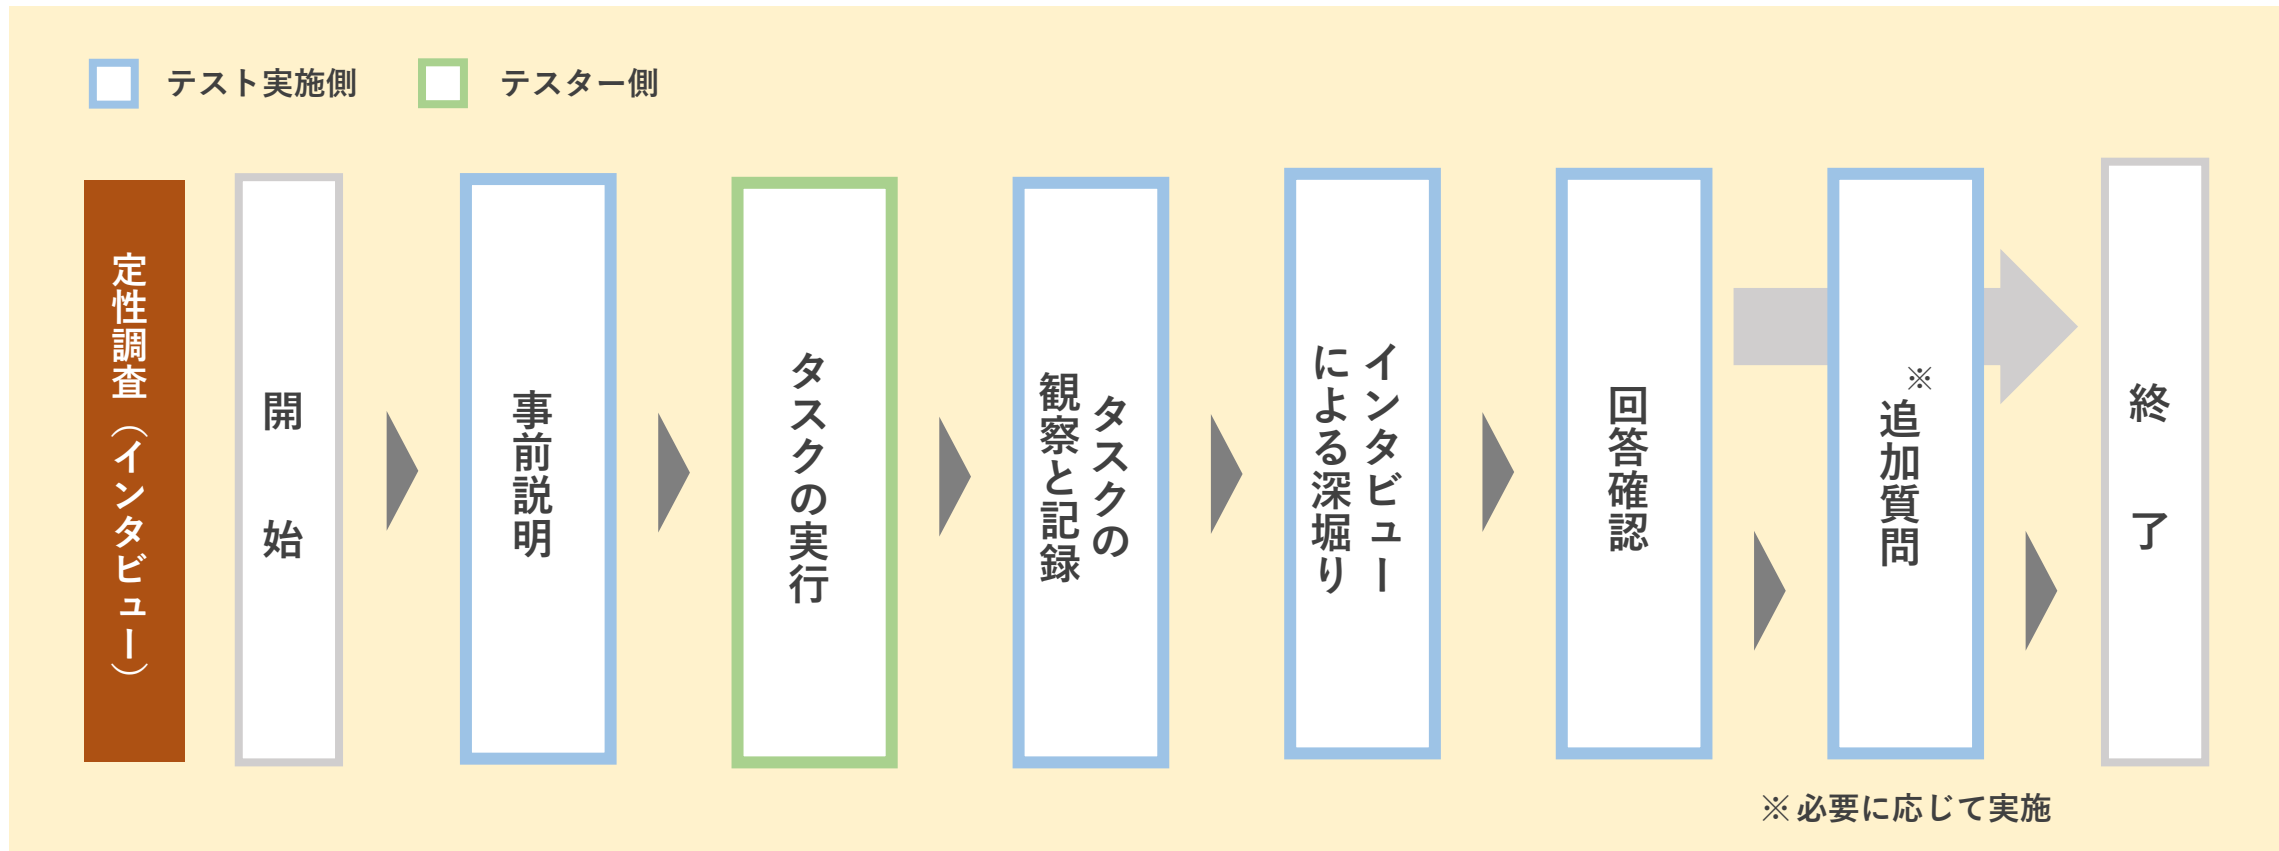 テスト実施側
テスター側
定性調査（インタビュー）
開始
事前説明
タスクの実行
タスクの
観察と記録
インタビュー
による深堀り
回答確認
※
追加質問
終了
※必要に応じて実施